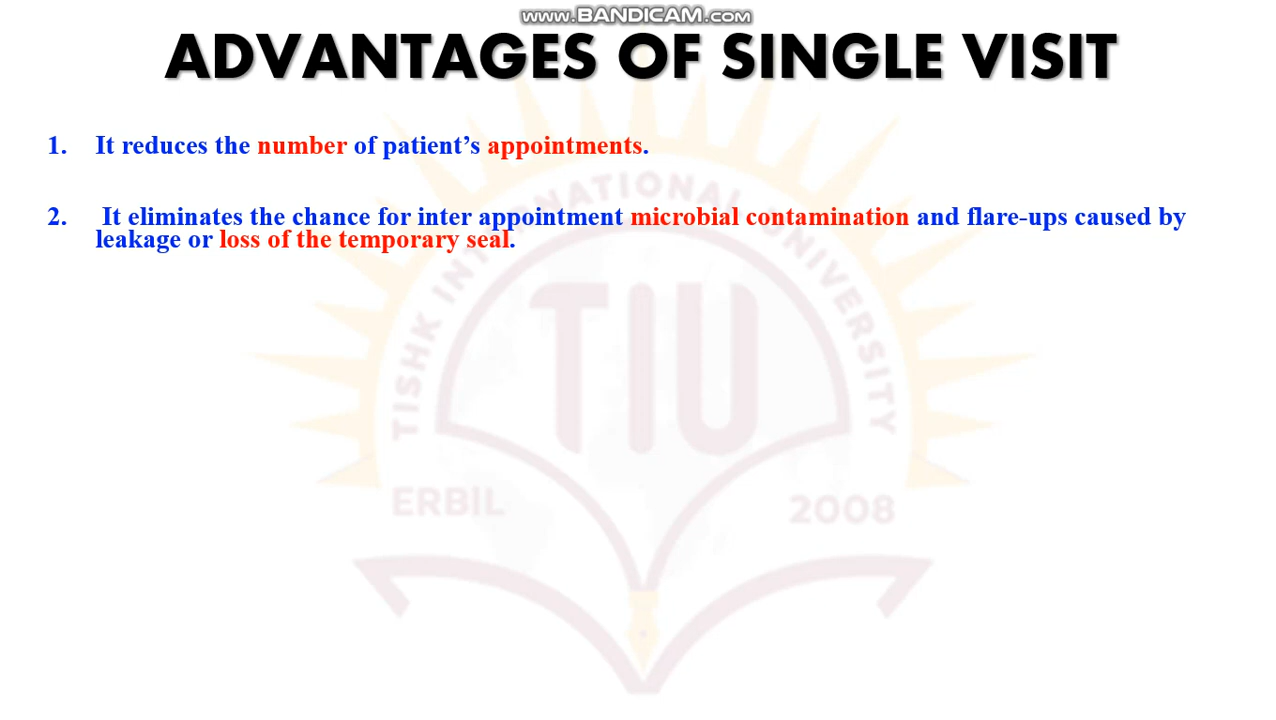 www.BANDICAM.com
ADVANTAGES OF SINGLE VISIT
1. It reduces the number of patient's appointments.
2. It eliminates the chance for inter appointment microbial contamination and flare-ups caused by
leakage or loss of the temporary seal.
TISHK INTERNATIONAL UNIVERSITY
TIU
ERBİL 2008